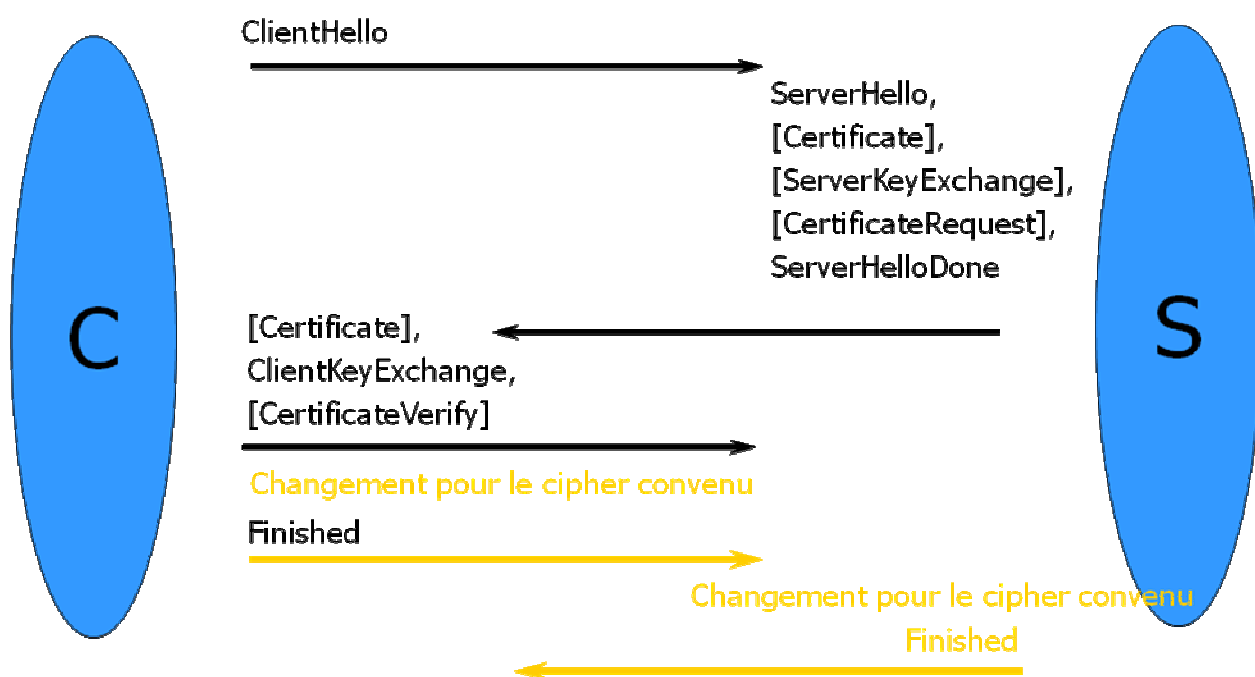 ClientHello
ServerHello,
[Certificate],
[ServerKeyExchange],
[CertificateRequest],
ServerHelloDone
C
S
[Certificate],
ClientKeyExchange,
[CertificateVerify]
Changement pour le cipher convenu
Finished
Changement pour le cipher convenu
Finished